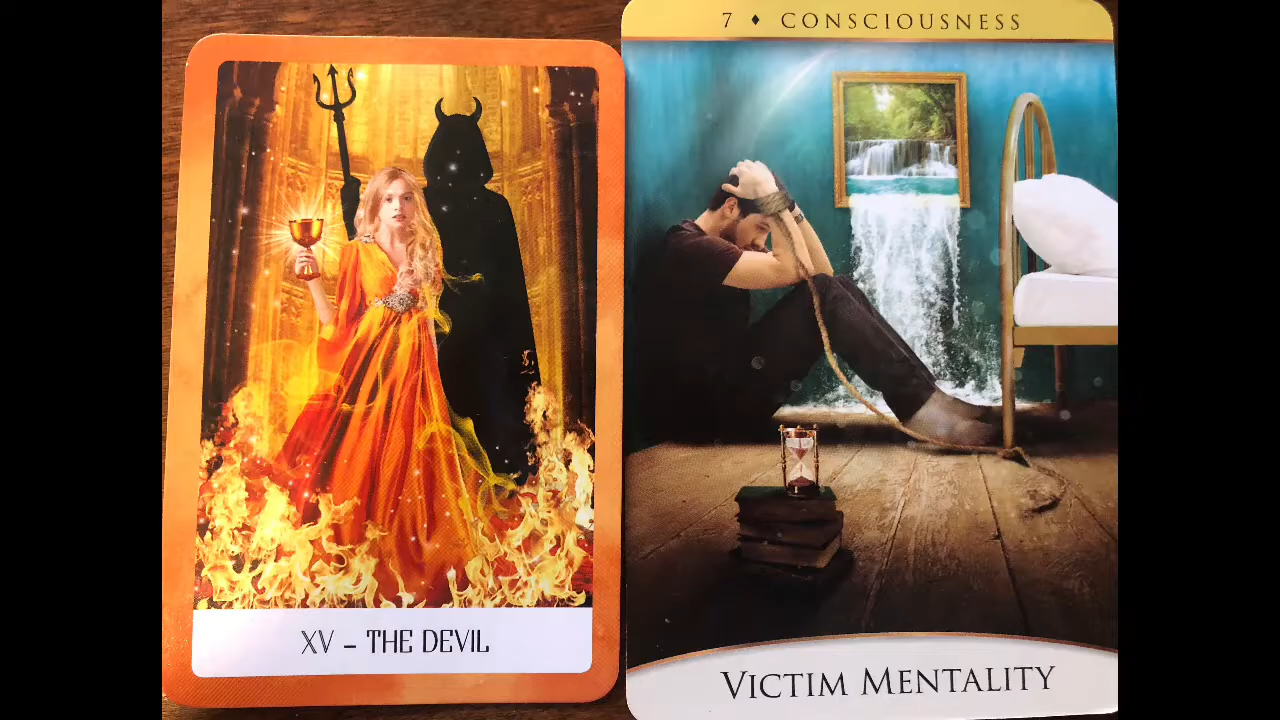 XV – THE DEVIL
7 ♦ CONSCIOUSNESS
VICTIM MENTALITY